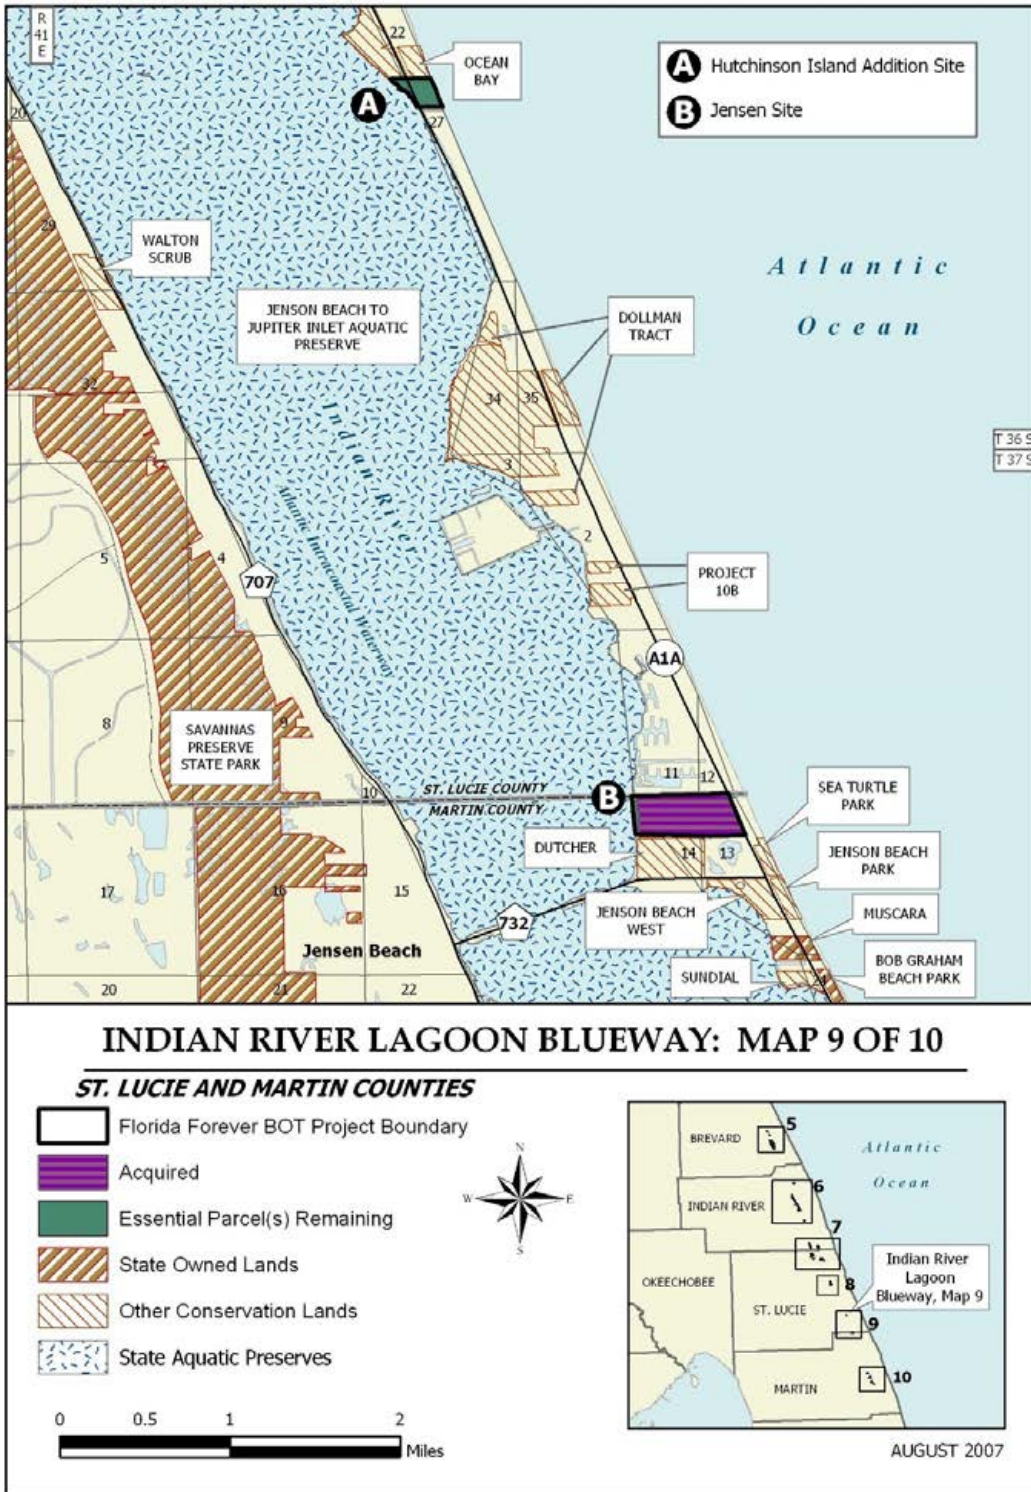 R
41
E
22
OCEAN
BAY
A
Hutchinson Island Addition Site
B
Jensen Site
A
27
20
29
WALTON
SCRUB
Atlantic
Ocean
JENSON BEACH TO
JUPITER INLET AQUATIC
PRESERVE
DOLLMAN
TRACT
32
34
35
Indian River
T 36 S
T 37 S
3
Atlantic Intracoastal Waterway
2
5
4
707
PROJECT
10B
A1A
8
9
SAVANNAS
PRESERVE
STATE PARK
11
12
10
ST. LUCIE COUNTY
MARTIN COUNTY
B
SEA TURTLE
PARK
DUTCHER
14
13
JENSON BEACH
PARK
17
16
15
JENSON BEACH
WEST
MUSCARA
732
Jensen Beach
BOB GRAHAM
BEACH PARK
SUNDIAL
20
21
22
INDIAN RIVER LAGOON BLUEWAY: MAP 9 OF 10
ST. LUCIE AND MARTIN COUNTIES
Florida Forever BOT Project Boundary
Acquired
Essential Parcel(s) Remaining
State Owned Lands
Other Conservation Lands
State Aquatic Preserves
N
W
E
S
0
0.5
1
2
Miles
BREVARD
5
Atlantic
Ocean
6
INDIAN RIVER
7
Indian River
Lagoon
Blueway, Map 9
OKEECHOBEE
8
ST. LUCIE
9
MARTIN
10
AUGUST 2007